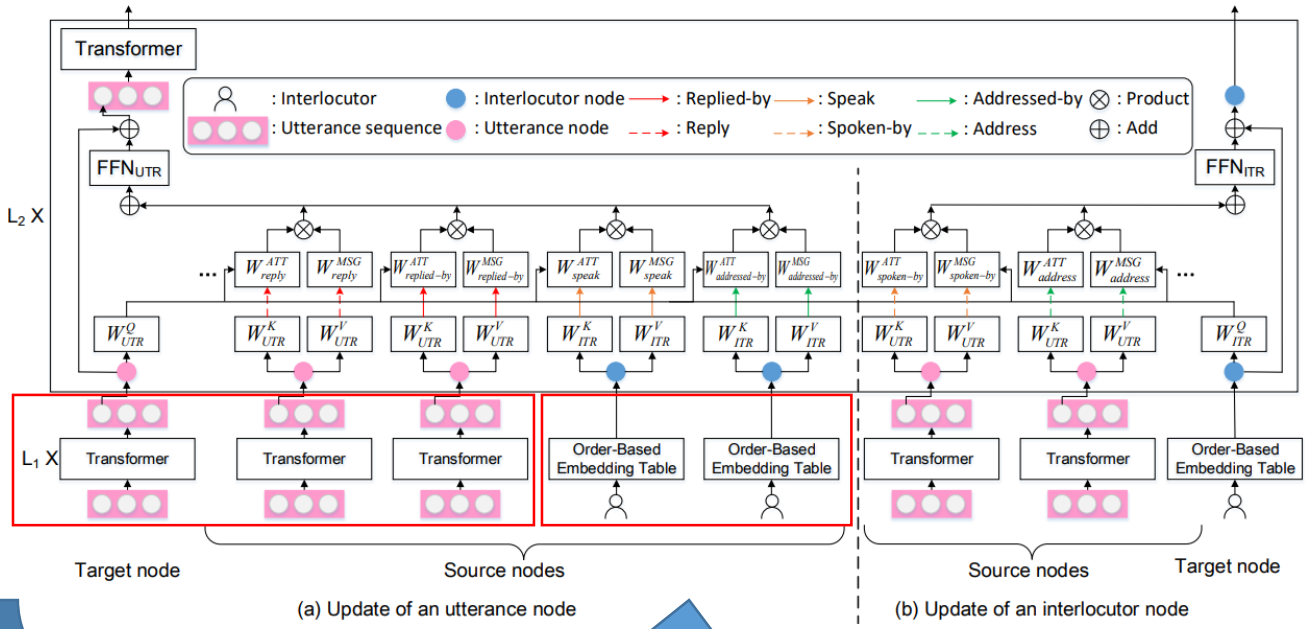 Transformer
: Interlocutor : Interlocutor node : Replied-by : Speak : Addressed-by : Product
: Utterance sequence : Utterance node : Reply : Spoken-by : Address : Add
FFN_UTR
FFN_ITR
L₂ X
... W^ATT_reply W^MSG_reply W^ATT_replied-by W^MSG_replied-by W^ATT_speak W^MSG_speak W^ATT_addressed-by W^MSG_addressed-by W^ATT_spoken-by W^MSG_spoken-by W^ATT_address W^MSG_address ...
W^Q_UTR W^K_UTR W^V_UTR W^K_UTR W^V_UTR W^K_ITR W^V_ITR W^K_ITR W^V_ITR W^K_UTR W^V_UTR W^K_UTR W^V_UTR W^Q_ITR
L₁ X
Transformer
Transformer
Transformer
Order-Based
Embedding Table
Order-Based
Embedding Table
Transformer
Transformer
Order-Based
Embedding Table
Target node
Source nodes
Source nodes
Target node
(a) Update of an utterance node
(b) Update of an interlocutor node